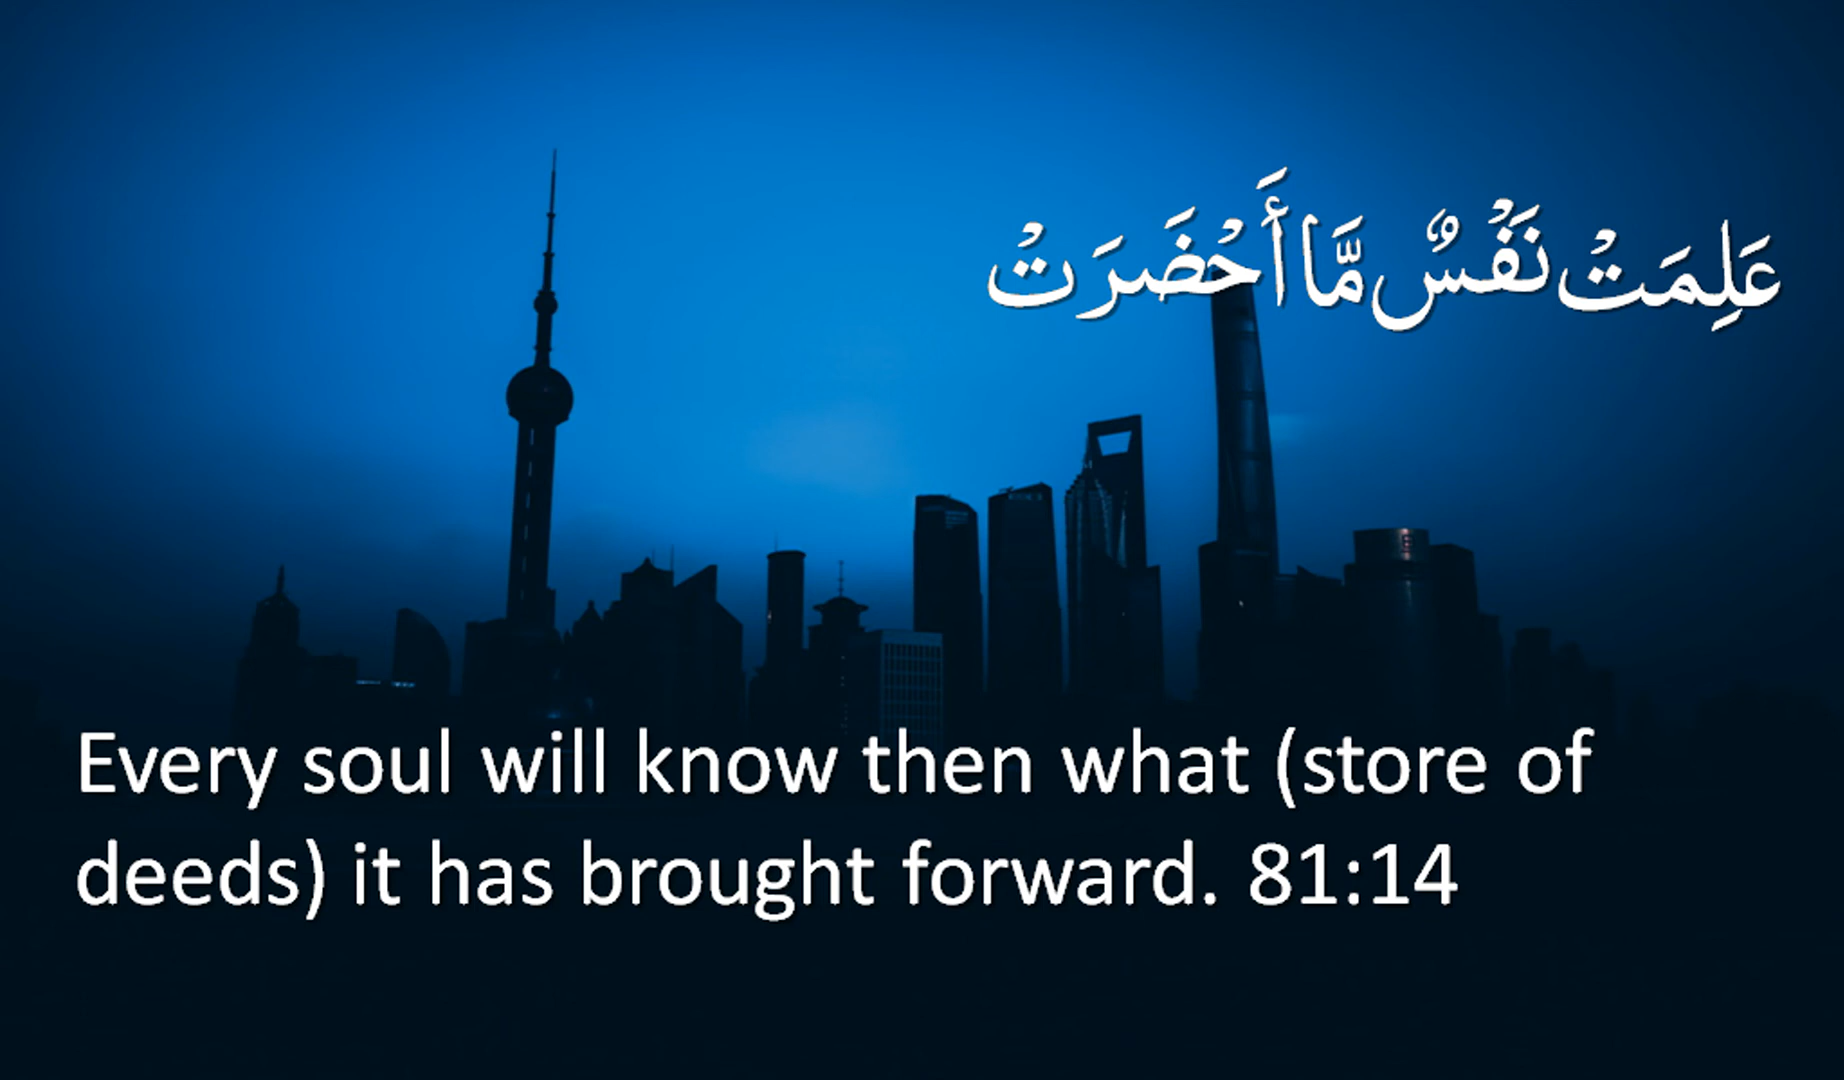 عَلِمَتْ نَفْسٌ مَّا أَحْضَرَتْ
Every soul will know then what (store of
deeds) it has brought forward. 81:14